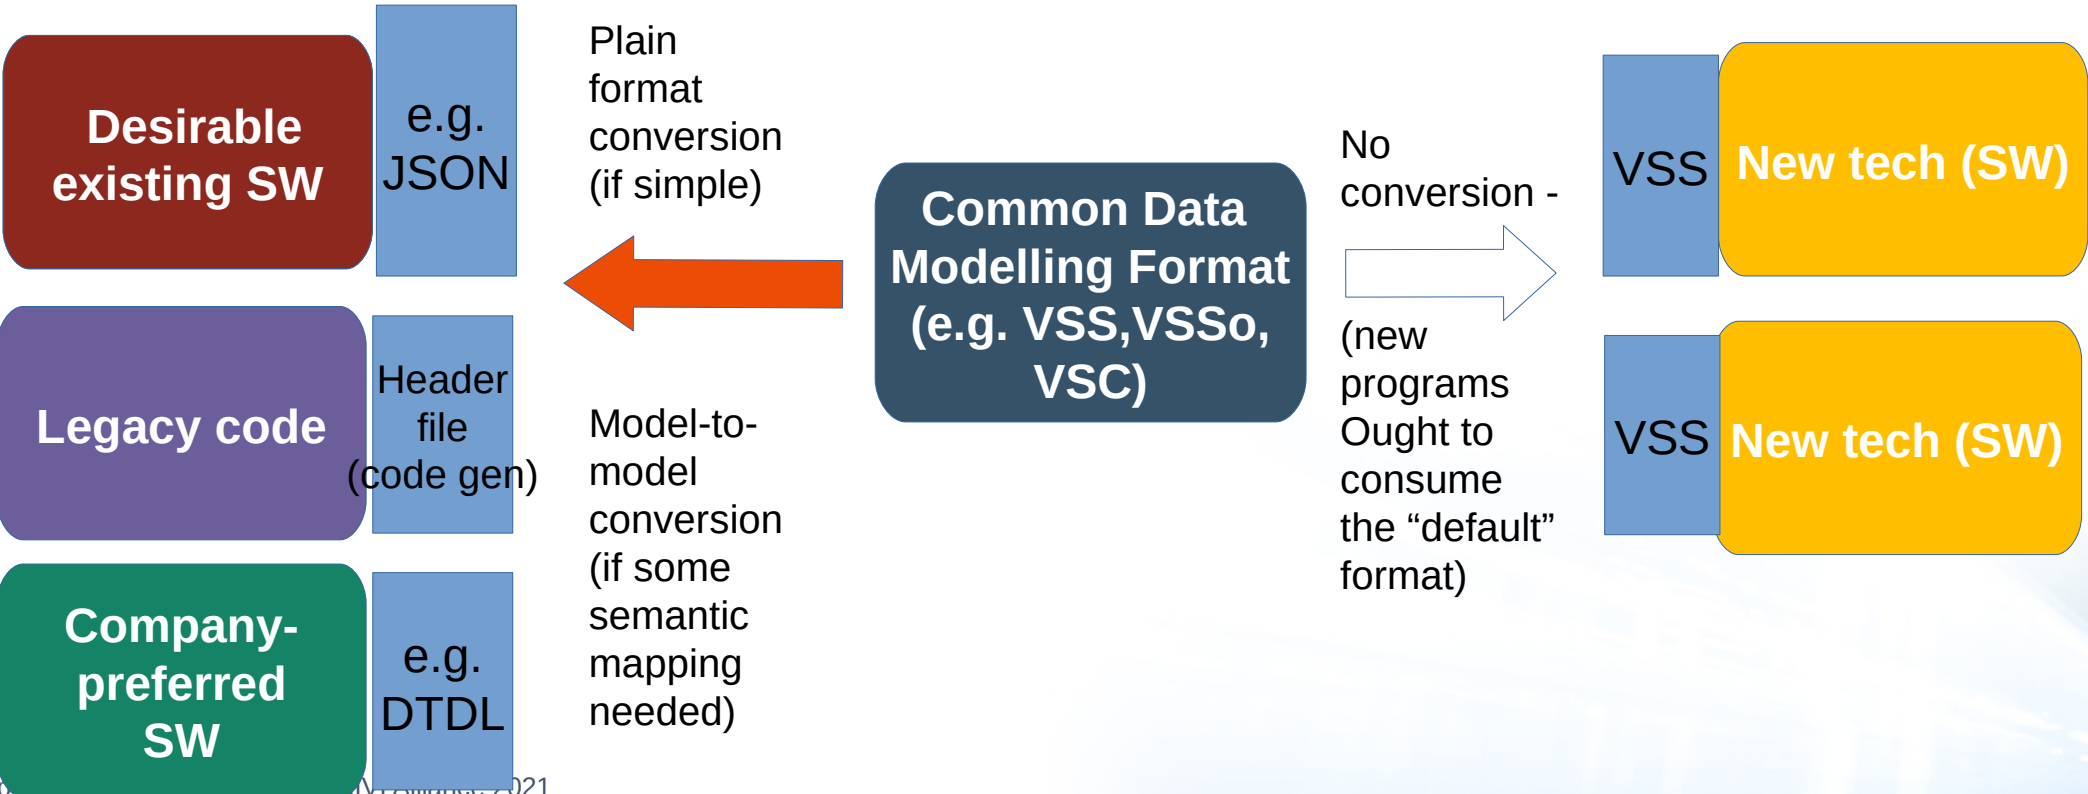 Desirable
existing SW
e.g.
JSON
Plain
format
conversion
(if simple)
Legacy code
Header
file
(code gen)
Model-to-
model
conversion
(if some
semantic
mapping
needed)
Company-
preferred
SW
e.g.
DTDL
Common Data
Modelling Format
(e.g. VSS,VSSo,
VSC)
No
conversion -
(new
programs
Ought to
consume
the “default”
format)
VSS
New tech (SW)
VSS
New tech (SW)
Alliance 2021